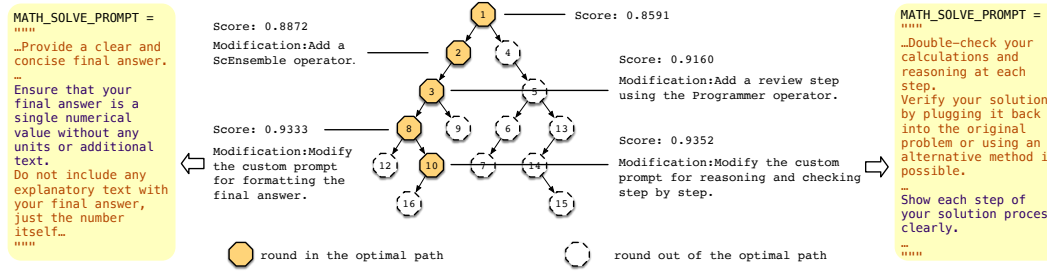 MATH_SOLVE_PROMPT =
"""
…Provide a clear and
concise final answer.
…
Ensure that your
final answer is a
single numerical
value without any
units or additional
text.
Do not include any
explanatory text with
your final answer,
just the number
itself…
"""
Score: 0.8872
Modification:Add a
ScEnsemble operator.
Score: 0.9333
Modification:Modify
the custom prompt
for formatting the
final answer.
1
2
4
3
5
8
9
6
13
12
10
7
14
16
15
Score: 0.8591
Score: 0.9160
Modification:Add a review step
using the Programmer operator.
Score: 0.9352
Modification:Modify the custom
prompt for reasoning and checking
step by step.
round in the optimal path
round out of the optimal path
MATH_SOLVE_PROMPT =
"""
…Double-check your
calculations and
reasoning at each
step.
Verify your solution
by plugging it back
into the original
problem or using an
alternative method i
possible.
…
Show each step of
your solution proces
clearly.
…
"""